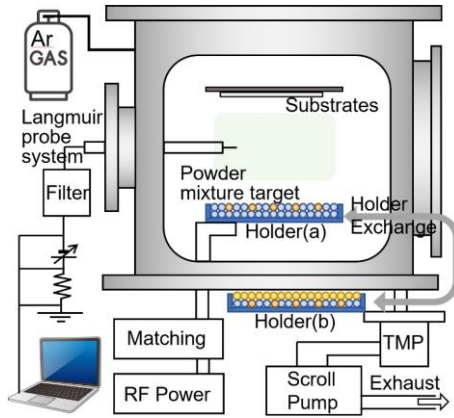 Ar
GAS
Substrates
Langmuir
probe
system
Filter
Powder
mixture target
Holder
Exchange
Holder(a)
Holder(b)
Matching
RF Power
TMP
Scroll
Pump
Exhaust